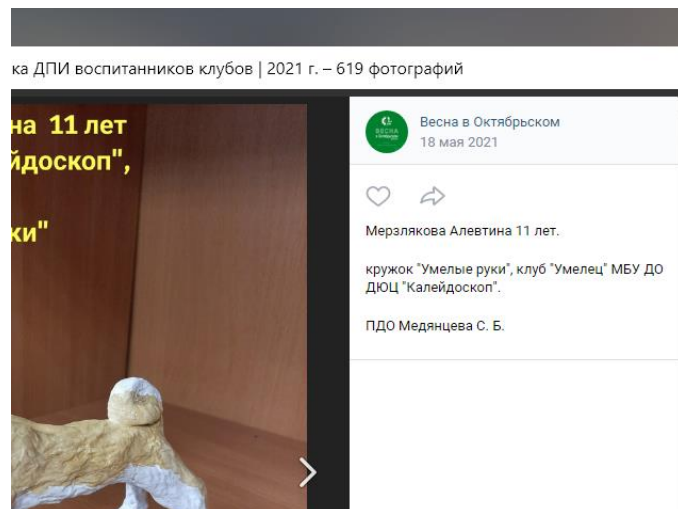 ка ДПИ воспитанников клубов | 2021 г. – 619 фотографий
на 11 лет
йдоскоп",
ки"
ВЕСНА
Весна в Октябрьском
18 мая 2021
Мерзлякова Алевтина 11 лет.
кружок "Умелые руки", клуб "Умелец" МБУ ДО
ДЮЦ "Калейдоскоп".
ПДО Медянцева С. Б.